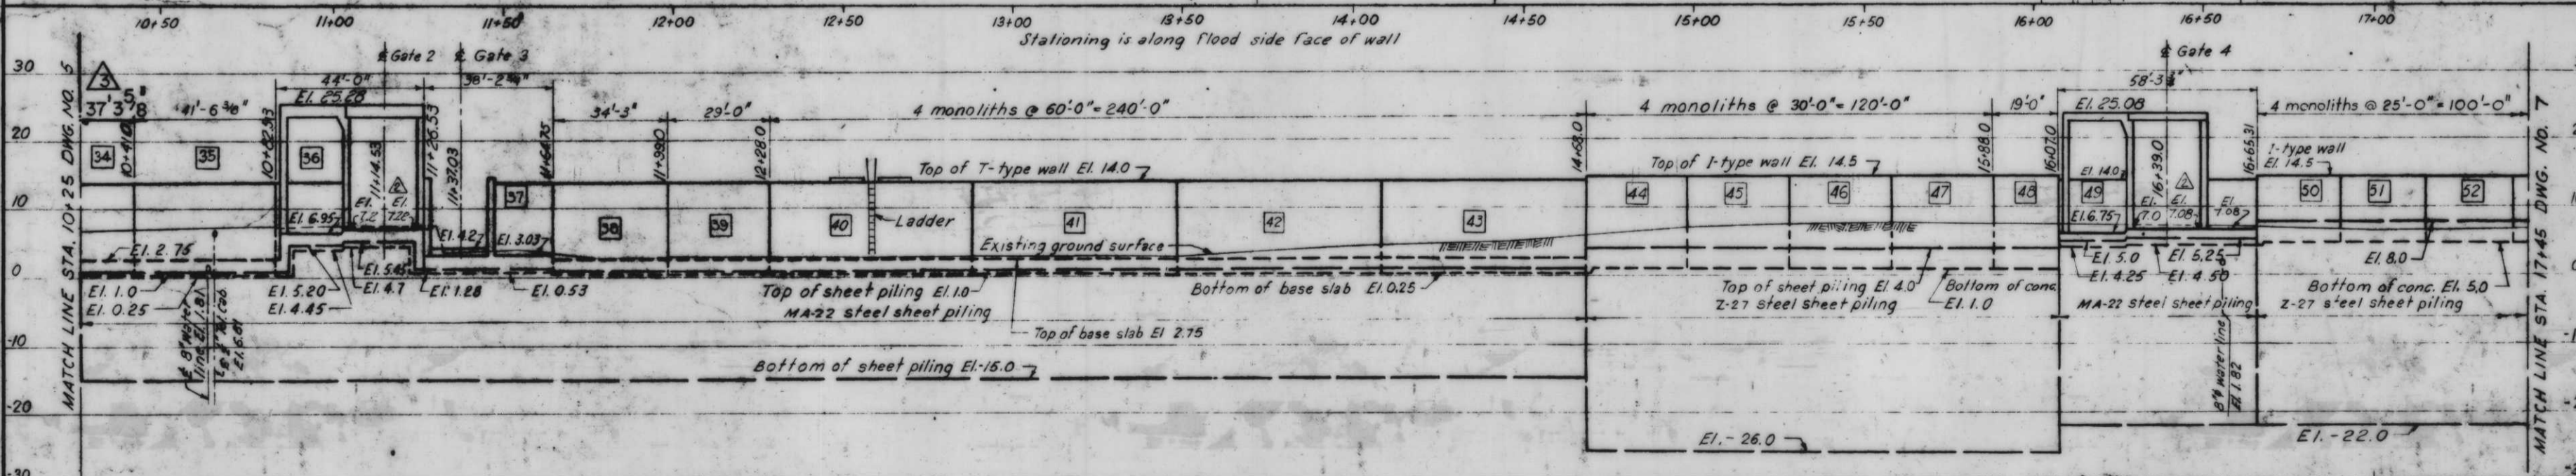 10+50 11+00 11+50 12+00 12+50 13+00 13+50 14+00 14+50 15+00 15+50 16+00 16+50 17+00
Stationing is along flood side face of wall
₵ Gate 2 ₵ Gate 3
₵ Gate 4
30
20
10
0
-10
-20
-30
MATCH LINE STA. 10+25 DWG. NO. 5
3
37' 3 5/8"
41'-6 3/8"
44'-0"
El. 25.28
34'-3"
29'-0"
4 monoliths @ 60'-0" = 240'-0"
4 monoliths @ 30'-0" = 120'-0"
19'-0"
58'-3
El. 25.08
4 monoliths @ 25'-0" = 100'-0"
10+41.0
10+82.53
11+14.53
11+26.53
11+37.03
11+64.75
11+99.0
12+28.0
14+68.0
15+88.0
16+07.0
16+39.0
16+65.31
34
35
36
37
38
39
40
41
42
43
44
45
46
47
48
49
50
51
52
Top of T-type wall El. 14.0
Top of I-type wall El. 14.5
I-type wall
El. 14.5
El. 14.0
Ladder
Existing ground surface
El. 6.95
El. 7.2
El. 7.22
2
El. 4.2
El. 3.03
El. 6.75
El. 7.0
El. 7.08
2
El. 7.08
El. 2.75
El. 1.0
El. 0.25
El. 5.20
El. 4.45
El. 5.45
El. 4.7
El. 1.28
El. 0.53
Top of sheet piling El. 1.0
MA-22 steel sheet piling
Top of base slab El 2.75
Bottom of base slab El. 0.25
Top of sheet piling El. 4.0
Z-27 steel sheet piling
Bottom of conc.
El. 1.0
El. 5.0
El. 4.25
El. 5.25
El. 4.50
MA-22 steel sheet piling
El. 8.0
Bottom of conc. El. 5.0
Z-27 steel sheet piling
₵ 8" Water
line El. 1.81
El. 6.81
8"⌀ water line
El. 1.82
Bottom of sheet piling El.-15.0
El.-26.0
El.-22.0
MATCH LINE STA. 17+45 DWG. NO. 7